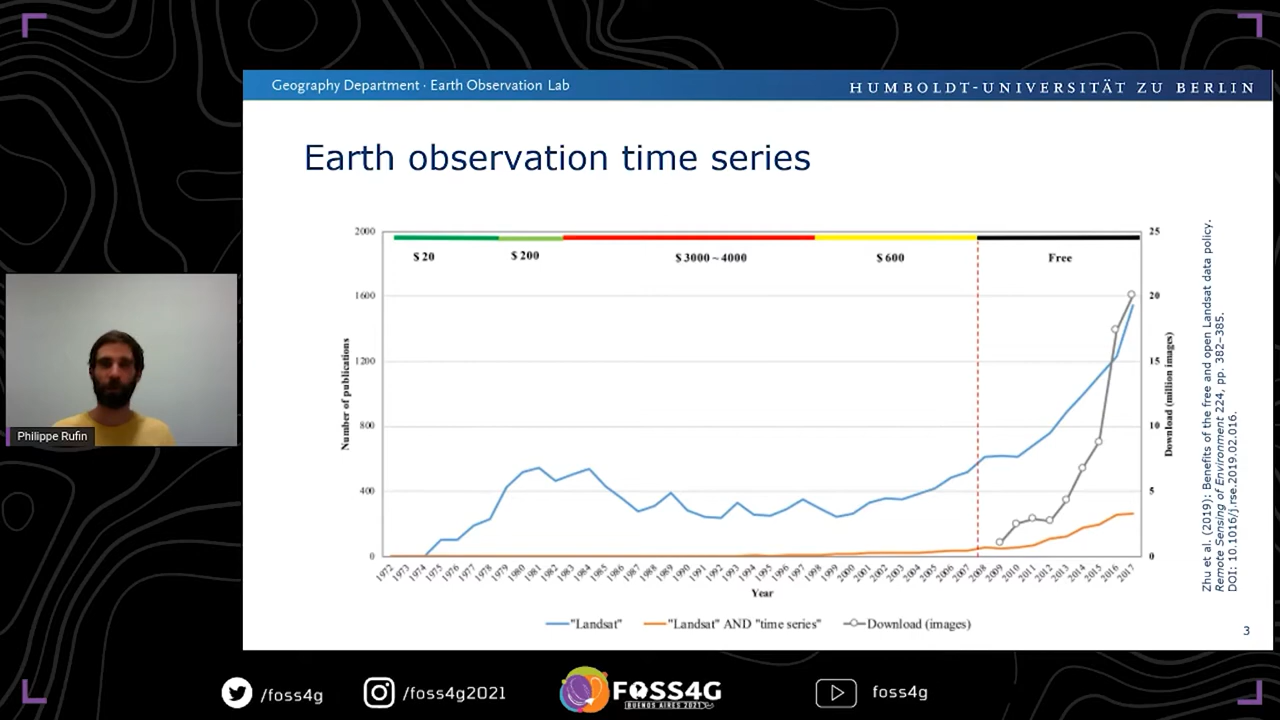 Geography Department · Earth Observation Lab
HUMBOLDT-UNIVERSITÄT ZU BERLIN
Earth observation time series
2000
1600
1200
800
400
0
Number of publications
$ 20
$ 200
$ 3000 ~ 4000
$ 600
Free
25
20
15
10
5
0
Download (million images)
1972 1973 1974 1975 1976 1977 1978 1979 1980 1981 1982 1983 1984 1985 1986 1987 1988 1989 1990 1991 1992 1993 1994 1995 1996 1997 1998 1999 2000 2001 2002 2003 2004 2005 2006 2007 2008 2009 2010 2011 2012 2013 2014 2015 2016 2017
Year
"Landsat" "Landsat" AND "time series" Download (images)
Zhu et al. (2019): Benefits of the free and open Landsat data policy.
Remote Sensing of Environment 224, pp. 382–385.
DOI: 10.1016/j.rse.2019.02.016.
3
Philippe Rufin
/foss4g
/foss4g2021
FOSS4G
BUENOS AIRES 2021
foss4g